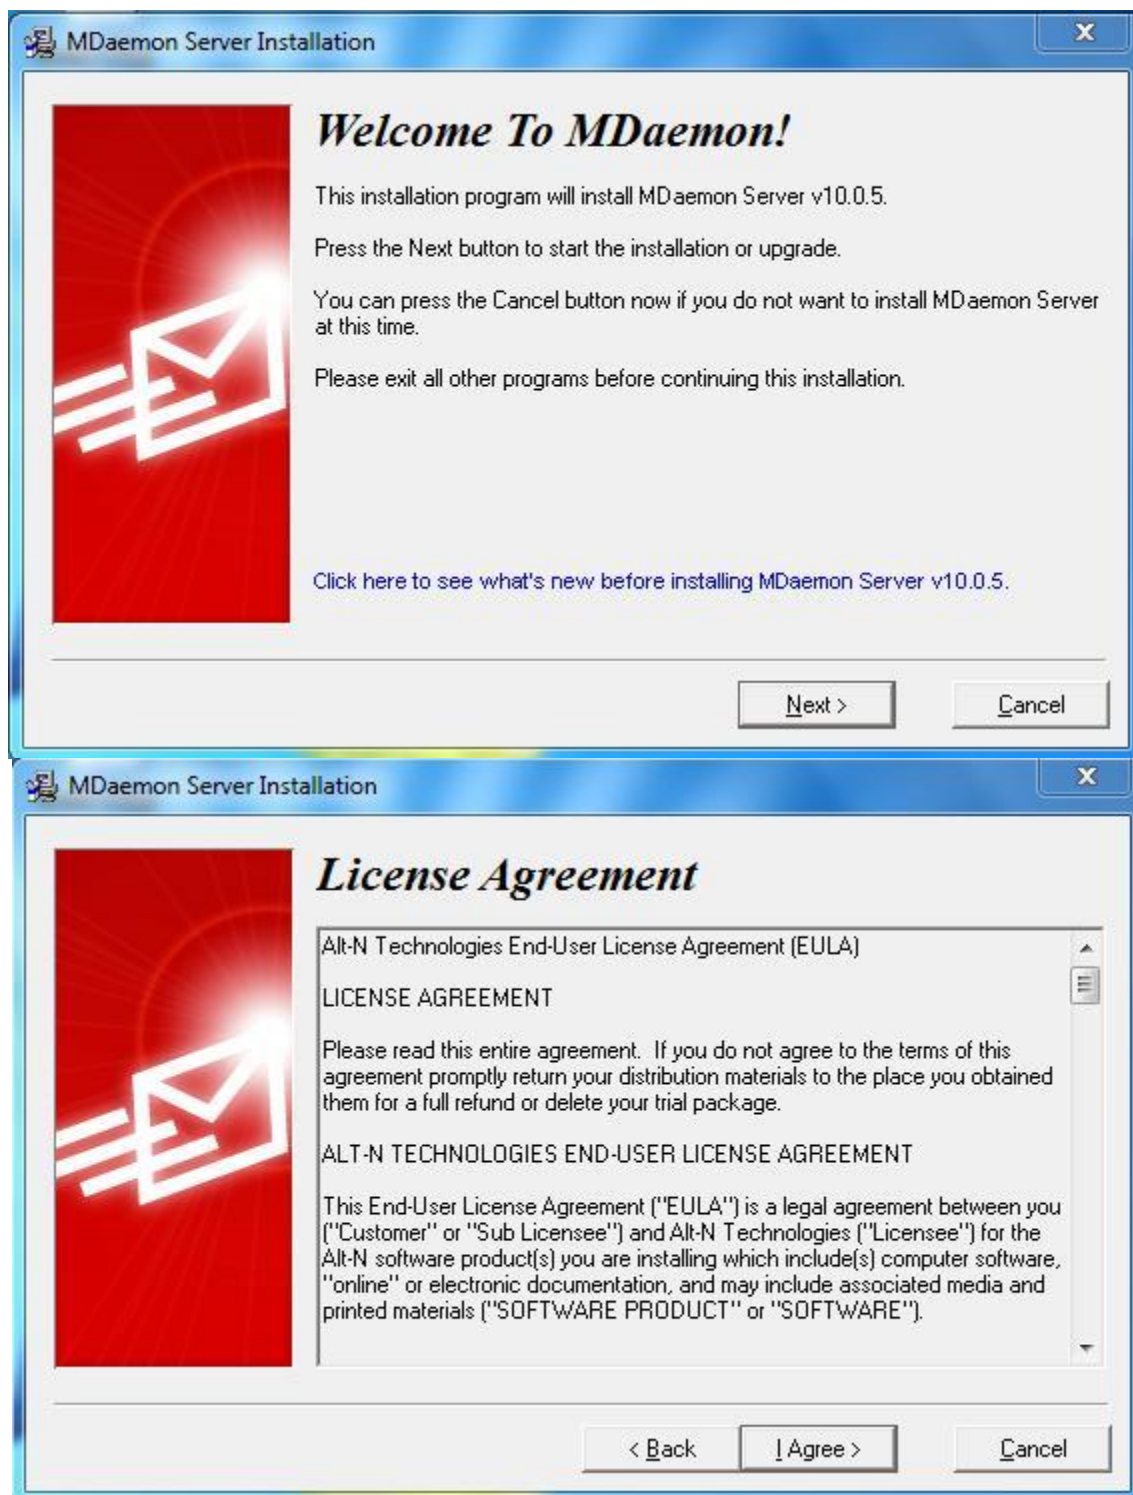 MDaemon Server Installation
Welcome To MDaemon!
This installation program will install MDaemon Server v10.0.5.
Press the Next button to start the installation or upgrade.
You can press the Cancel button now if you do not want to install MDaemon Server
at this time.
Please exit all other programs before continuing this installation.
Click here to see what's new before installing MDaemon Server v10.0.5.
Next >
Cancel
MDaemon Server Installation
License Agreement
Alt-N Technologies End-User License Agreement (EULA)
LICENSE AGREEMENT
Please read this entire agreement.  If you do not agree to the terms of this
agreement promptly return your distribution materials to the place you obtained
them for a full refund or delete your trial package.
ALT-N TECHNOLOGIES END-USER LICENSE AGREEMENT
This End-User License Agreement ("EULA") is a legal agreement between you
("Customer" or "Sub Licensee") and Alt-N Technologies ("Licensee") for the
Alt-N software product(s) you are installing which include(s) computer software,
"online" or electronic documentation, and may include associated media and
printed materials ("SOFTWARE PRODUCT" or "SOFTWARE").
< Back
I Agree >
Cancel